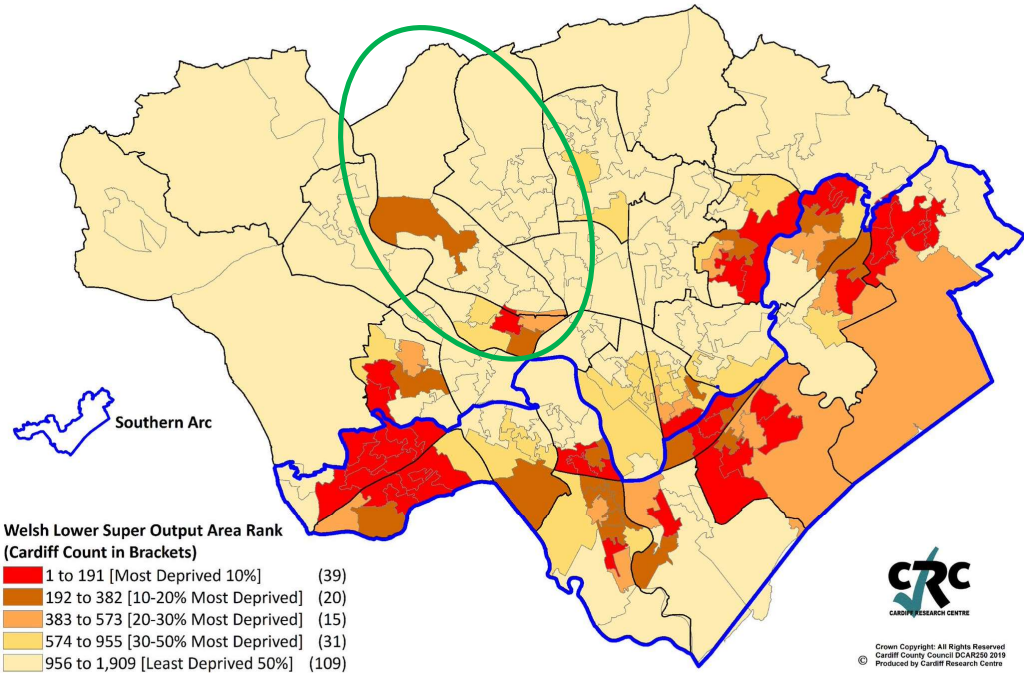 Southern Arc
Welsh Lower Super Output Area Rank
(Cardiff Count in Brackets)
1 to 191 [Most Deprived 10%] (39)
192 to 382 [10-20% Most Deprived] (20)
383 to 573 [20-30% Most Deprived] (15)
574 to 955 [30-50% Most Deprived] (31)
956 to 1,909 [Least Deprived 50%] (109)
CRC
CARDIFF RESEARCH CENTRE
Crown Copyright: All Rights Reserved
Cardiff County Council DCAR250 2019
© Produced by Cardiff Research Centre